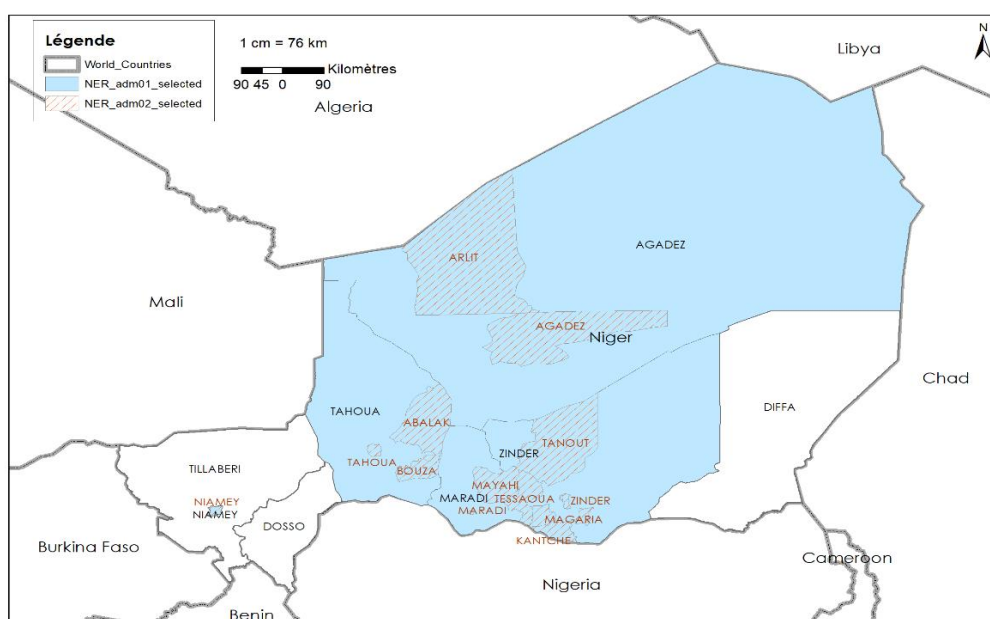 Légende
World_Countries
NER_adm01_selected
NER_adm02_selected
1 cm = 76 km
Kilomètres
90 45 0 90
N
Libya
Algeria
AGADEZ
ARLIT
Mali
AGADEZ
Niger
Chad
DIFFA
TAHOUA
ABALAK
TANOUT
ZINDER
TAHOUA
BOUZA
TILLABERI
MAYAHI
MARADI
TESSAOUA
ZINDER
NIAMEY
NIAMEY
MARADI
MAGARIA
DOSSO
KANTCHE
Burkina Faso
Cameroon
Nigeria
Benin